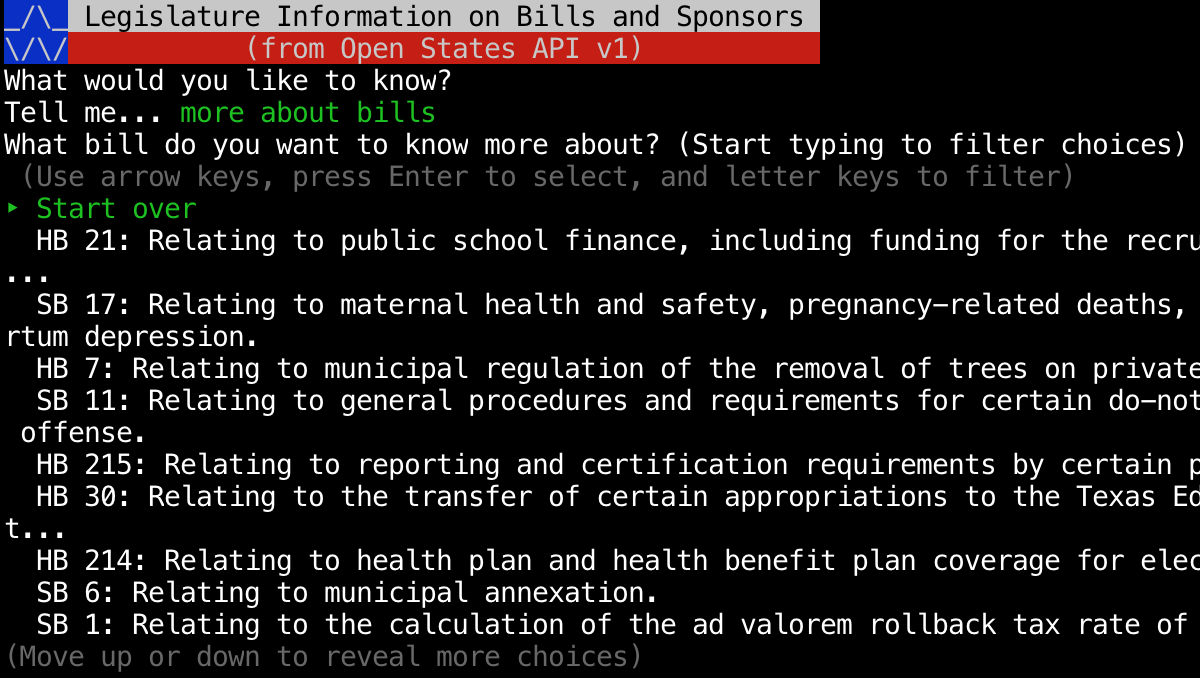 _/\_ Legislature Information on Bills and Sponsors
\/\/ (from Open States API v1)
What would you like to know?
Tell me... more about bills
What bill do you want to know more about? (Start typing to filter choices)
(Use arrow keys, press Enter to select, and letter keys to filter)
‣ Start over
HB 21: Relating to public school finance, including funding for the recru
...
SB 17: Relating to maternal health and safety, pregnancy-related deaths,
rtum depression.
HB 7: Relating to municipal regulation of the removal of trees on private
SB 11: Relating to general procedures and requirements for certain do-not
offense.
HB 215: Relating to reporting and certification requirements by certain p
HB 30: Relating to the transfer of certain appropriations to the Texas Ed
t...
HB 214: Relating to health plan and health benefit plan coverage for elec
SB 6: Relating to municipal annexation.
SB 1: Relating to the calculation of the ad valorem rollback tax rate of
(Move up or down to reveal more choices)